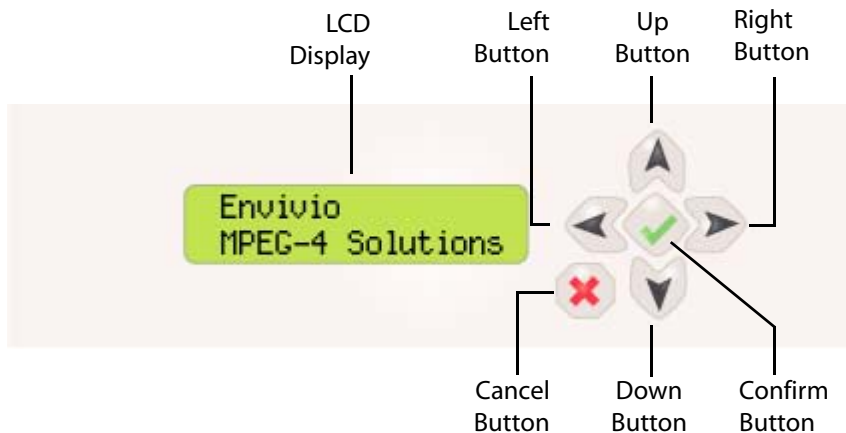 LCD
Display
Left
Button
Up
Button
Right
Button
Envivio
MPEG-4 Solutions
Cancel
Button
Down
Button
Confirm
Button